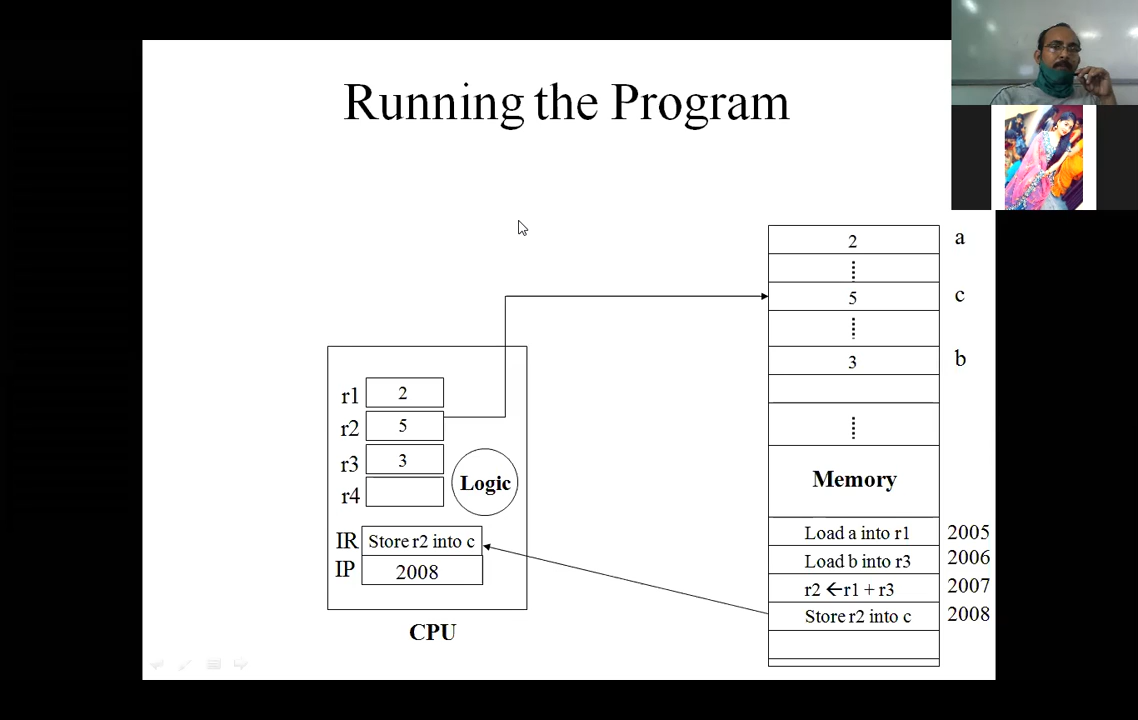 Running the Program
2 a
5 c
3 b
r1 2
r2 5
r3 3
r4
Logic
IR Store r2 into c
IP 2008
CPU
Memory
Load a into r1 2005
Load b into r3 2006
r2 ←r1 + r3 2007
Store r2 into c 2008